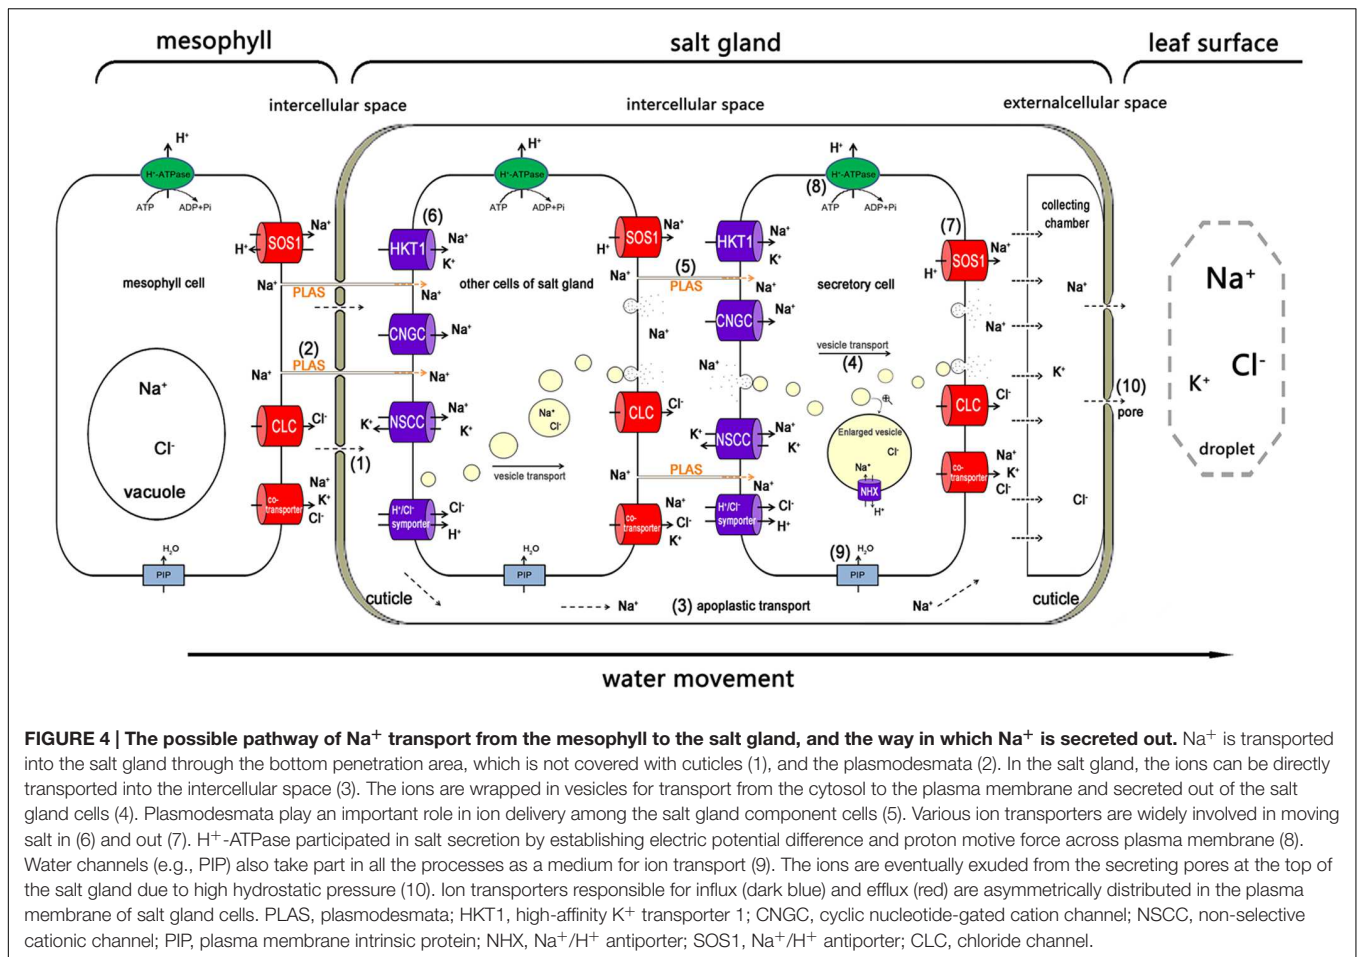 mesophyll
salt gland
leaf surface
intercellular space
intercellular space
externalcellular space
H⁺
H⁺-ATPase
ATP
ADP+Pi
SOS1
Na⁺
H⁺
mesophyll cell
Na⁺
PLAS
(2)
PLAS
Na⁺
Na⁺
Cl⁻
vacuole
CLC
Cl⁻
(1)
co-
transporter
Na⁺
K⁺
Cl⁻
H₂O
PIP
cuticle
H⁺
H⁺-ATPase
ATP
ADP+Pi
(6)
HKT1
Na⁺
K⁺
other cells of salt gland
Na⁺
CNGC
Na⁺
Na⁺
NSCC
K⁺
Na⁺
K⁺
Na⁺
Cl⁻
vesicle transport
H⁺/Cl⁻
symporter
Cl⁻
H⁺
H₂O
PIP
SOS1
Na⁺
H⁺
Na⁺
(5)
PLAS
Na⁺
CLC
Cl⁻
Na⁺
PLAS
co-
transporter
Na⁺
Cl⁻
K⁺
H⁺
(8)
H⁺-ATPase
ATP
ADP+Pi
HKT1
Na⁺
K⁺
secretory cell
Na⁺
CNGC
Na⁺
Na⁺
vesicle transport
(4)
NSCC
K⁺
Na⁺
K⁺
Enlarged vesicle
Cl⁻
Na⁺
NHX
H⁺
Na⁺
H⁺/Cl⁻
symporter
Cl⁻
H⁺
(9)
H₂O
PIP
(7)
SOS1
Na⁺
H⁺
Na⁺
CLC
Cl⁻
co-
transporter
Na⁺
K⁺
Cl⁻
Na⁺
(3) apoplastic transport
Na⁺
collecting
chamber
Na⁺
K⁺
Cl⁻
cuticle
(10)
pore
Na⁺
Cl⁻
K⁺
droplet
water movement
FIGURE 4 | The possible pathway of Na⁺ transport from the mesophyll to the salt gland, and the way in which Na⁺ is secreted out. Na⁺ is transported
into the salt gland through the bottom penetration area, which is not covered with cuticles (1), and the plasmodesmata (2). In the salt gland, the ions can be directly
transported into the intercellular space (3). The ions are wrapped in vesicles for transport from the cytosol to the plasma membrane and secreted out of the salt
gland cells (4). Plasmodesmata play an important role in ion delivery among the salt gland component cells (5). Various ion transporters are widely involved in moving
salt in (6) and out (7). H⁺-ATPase participated in salt secretion by establishing electric potential difference and proton motive force across plasma membrane (8).
Water channels (e.g., PIP) also take part in all the processes as a medium for ion transport (9). The ions are eventually exuded from the secreting pores at the top of
the salt gland due to high hydrostatic pressure (10). Ion transporters responsible for influx (dark blue) and efflux (red) are asymmetrically distributed in the plasma
membrane of salt gland cells. PLAS, plasmodesmata; HKT1, high-affinity K⁺ transporter 1; CNGC, cyclic nucleotide-gated cation channel; NSCC, non-selective
cationic channel; PIP, plasma membrane intrinsic protein; NHX, Na⁺/H⁺ antiporter; SOS1, Na⁺/H⁺ antiporter; CLC, chloride channel.